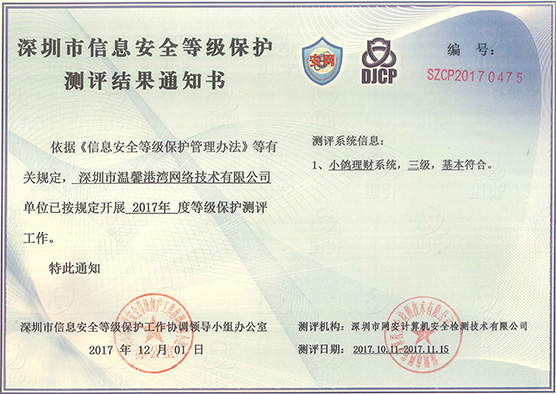 深圳市信息安全等级保护
测评结果通知书
安网
DJCP
编 号：
SZCP20170475
依据《信息安全等级保护管理办法》等有
关规定，深圳市温馨港湾网络技术有限公司
单位已按规定开展 2017年 度等级保护测评
工作。
特此通知
测评系统信息：
1、小鸽理财系统，三级，基本符合。
深圳市信息安全等级保护工作协调领导小组办公室
2017 年 12 月 01 日
测评机构：深圳市网安计算机安全检测技术有限公司
测评日期：2017.10.11-2017.11.15